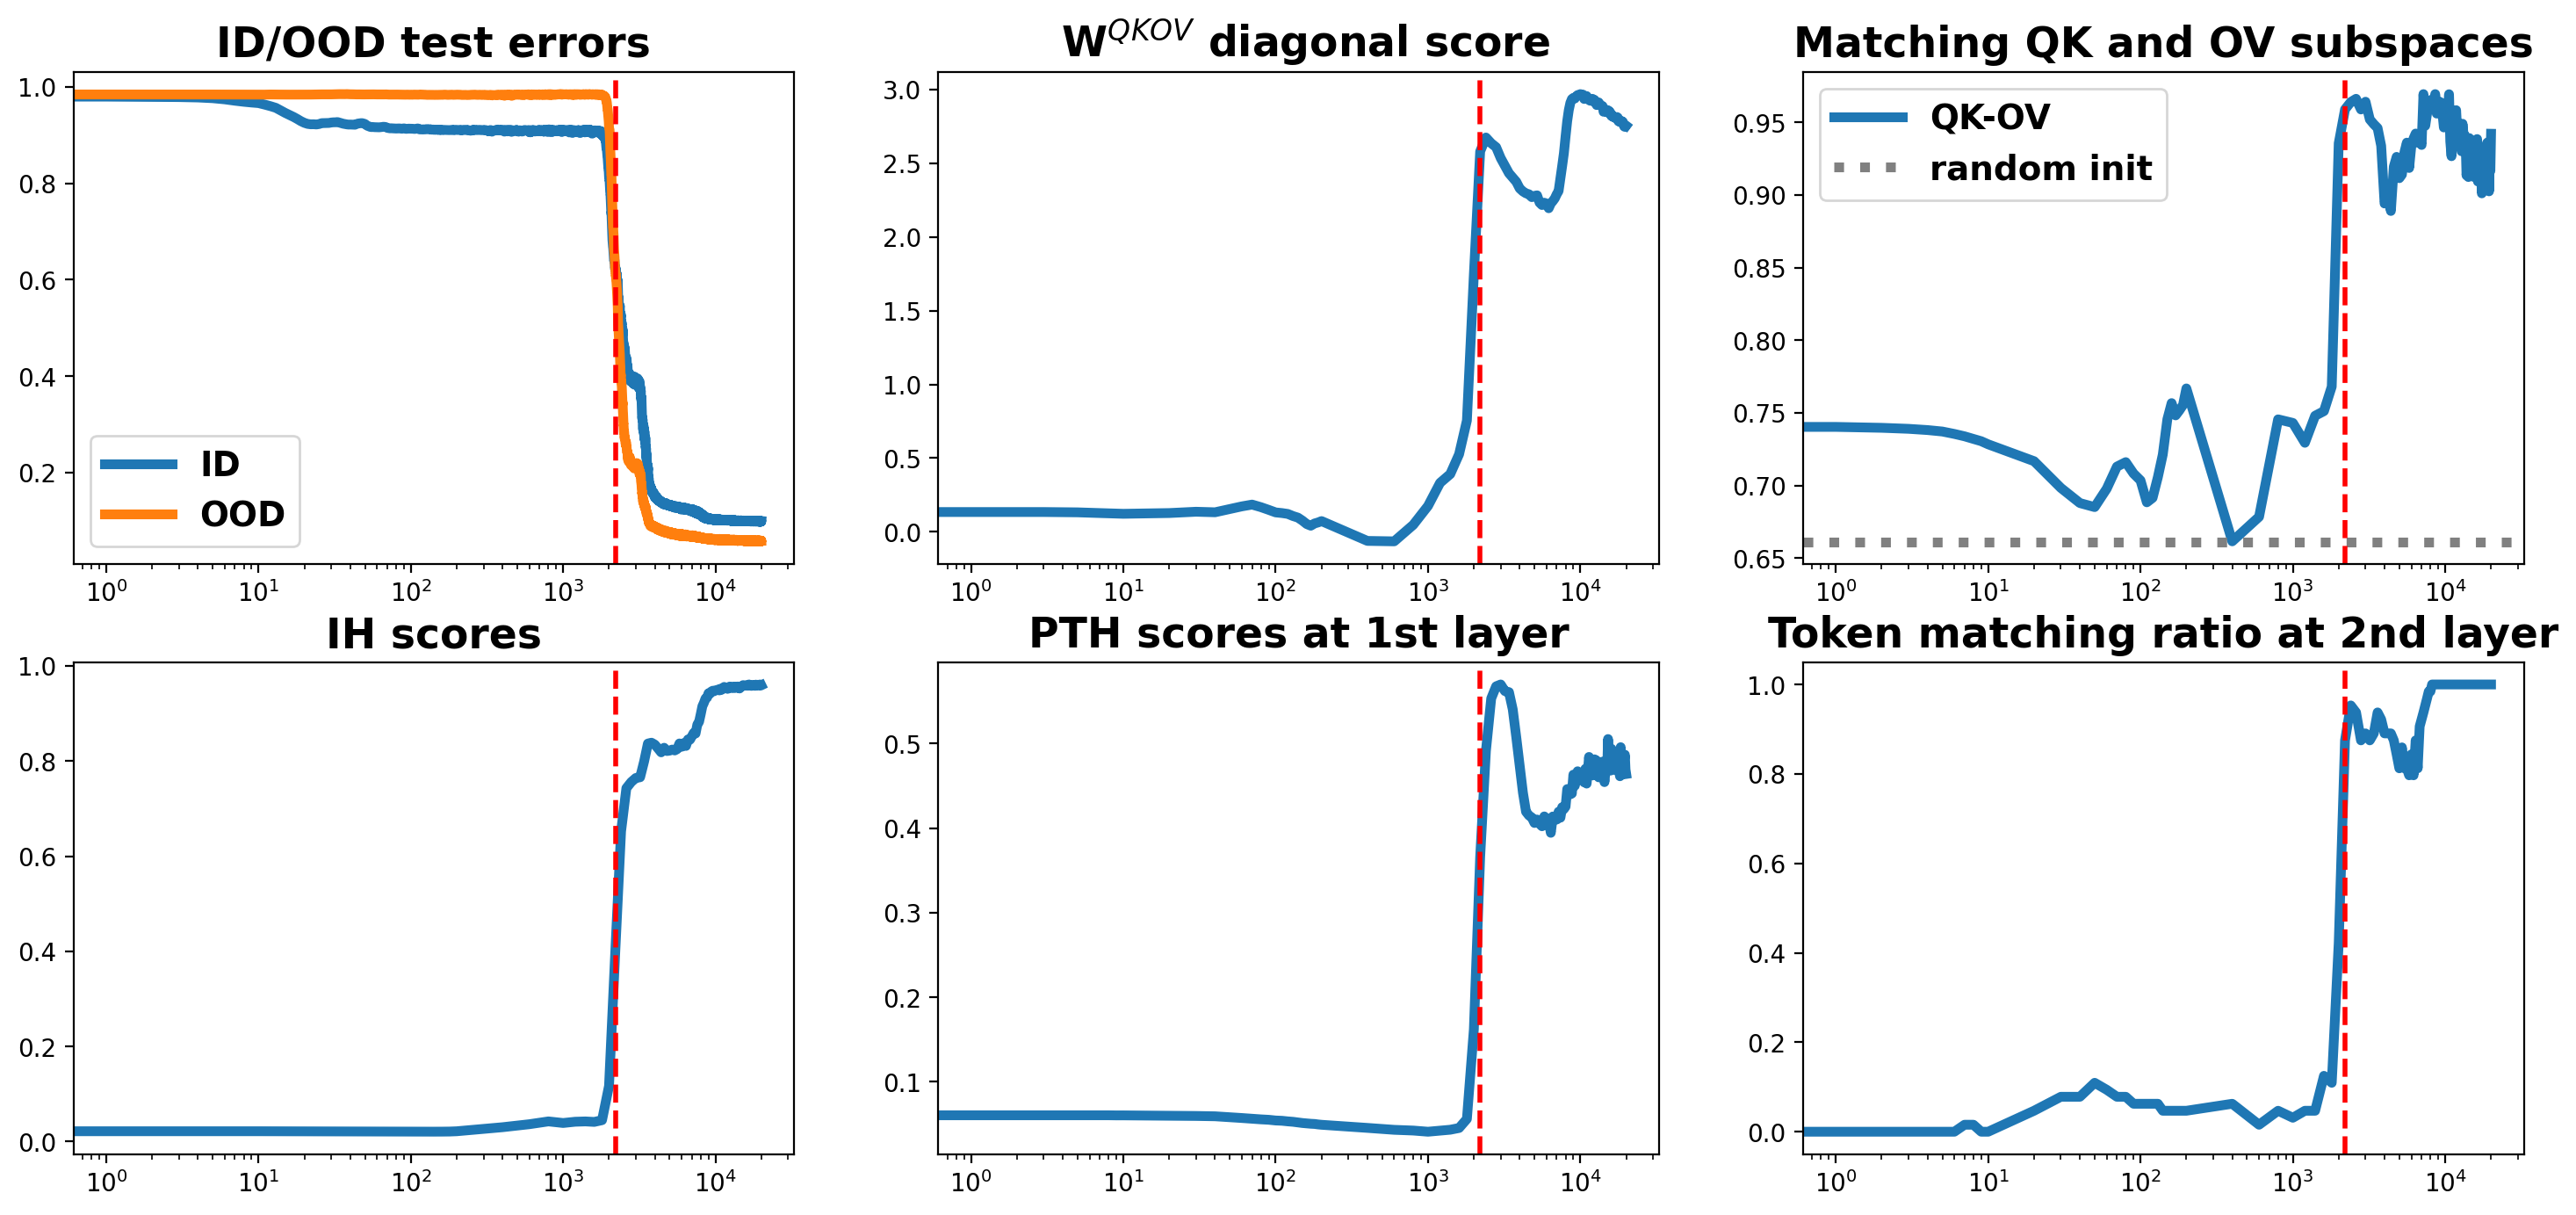 ID/OOD test errors
1.0
0.8
0.6
0.4
0.2
ID
OOD
10⁰ 10¹ 10² 10³ 10⁴
W^QKOV diagonal score
3.0
2.5
2.0
1.5
1.0
0.5
0.0
10⁰ 10¹ 10² 10³ 10⁴
Matching QK and OV subspaces
0.95
0.90
0.85
0.80
0.75
0.70
0.65
QK-OV
random init
10⁰ 10¹ 10² 10³ 10⁴
IH scores
1.0
0.8
0.6
0.4
0.2
0.0
10⁰ 10¹ 10² 10³ 10⁴
PTH scores at 1st layer
0.5
0.4
0.3
0.2
0.1
10⁰ 10¹ 10² 10³ 10⁴
Token matching ratio at 2nd layer
1.0
0.8
0.6
0.4
0.2
0.0
10⁰ 10¹ 10² 10³ 10⁴